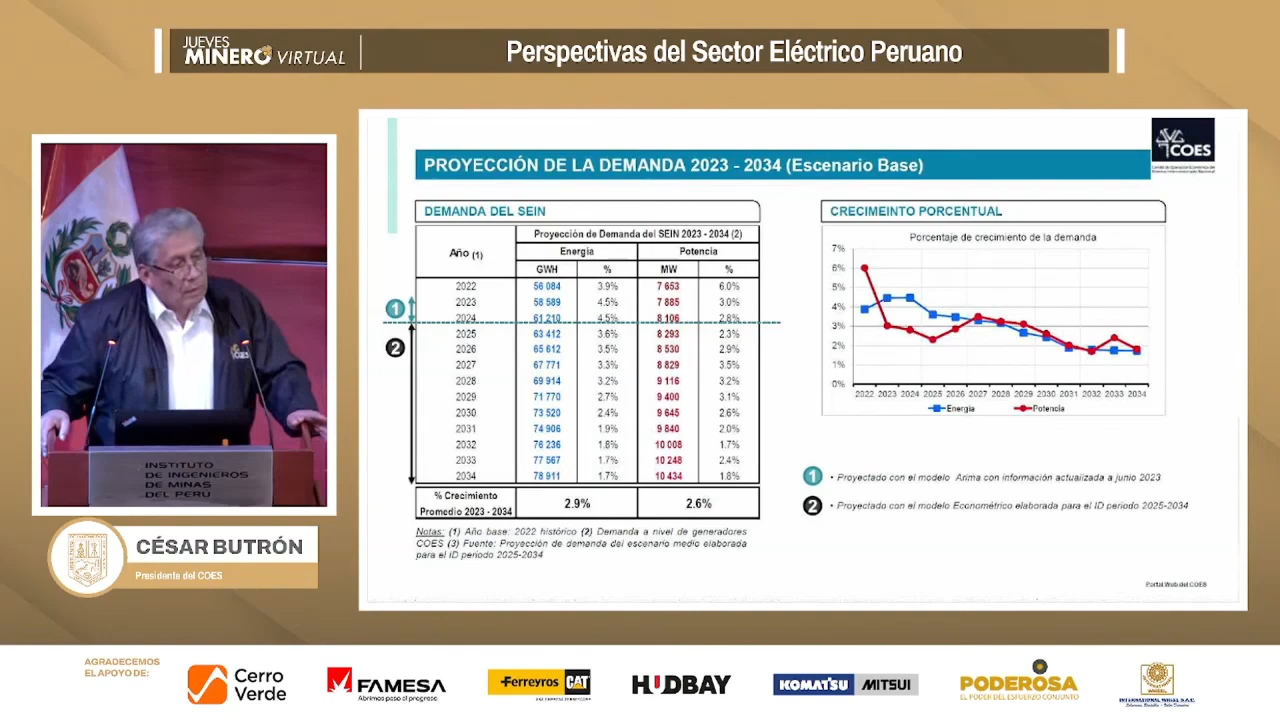 JUEVES
MINERO VIRTUAL
Perspectivas del Sector Eléctrico Peruano
COES
PROYECCIÓN DE LA DEMANDA 2023 - 2034 (Escenario Base)
DEMANDA DEL SEIN
Año (1) Proyección de Demanda del SEIN 2023 - 2034 (2)
Energía Potencia
GWH % MW %
2022 56 084 3.9% 7 653 6.0%
2023 58 589 4.5% 7 885 3.0%
2024 61 210 4.5% 8 106 2.8%
2025 63 412 3.6% 8 293 2.3%
2026 65 612 3.5% 8 530 2.9%
2027 67 771 3.3% 8 829 3.5%
2028 69 914 3.2% 9 116 3.2%
2029 71 770 2.7% 9 400 3.1%
2030 73 520 2.4% 9 645 2.6%
2031 74 906 1.9% 9 840 2.0%
2032 76 236 1.8% 10 008 1.7%
2033 77 567 1.7% 10 248 2.4%
2034 78 911 1.7% 10 434 1.8%
% Crecimiento
Promedio 2023 - 2034 2.9% 2.6%
1
2
Notas: (1) Año base: 2022 histórico (2) Demanda a nivel de generadores
COES (3) Fuente: Proyección de demanda del escenario medio elaborada
para el ID periodo 2025-2034
CRECIMEINTO PORCENTUAL
Porcentaje de crecimiento de la demanda
7%
6%
5%
4%
3%
2%
1%
0%
2022 2023 2024 2025 2026 2027 2028 2029 2030 2031 2032 2033 2034
Energía Potencia
1 • Proyectado con el modelo Arima con información actualizada a junio 2023
2 • Proyectado con el modelo Econométrico elaborada para el ID periodo 2025-2034
Portal Web del COES
COES
INSTITUTO
DE INGENIEROS
DE MINAS
DEL PERÚ
CÉSAR BUTRÓN
Presidente del COES
AGRADECEMOS
EL APOYO DE:
Cerro
Verde
FAMESA
Abrimos paso al progreso
Ferreyros CAT
HUDBAY
KOMATSU MITSUI
PODEROSA
EL PODER DEL ESFUERZO CONJUNTO
INTERNATIONAL WHEEL S.A.C.